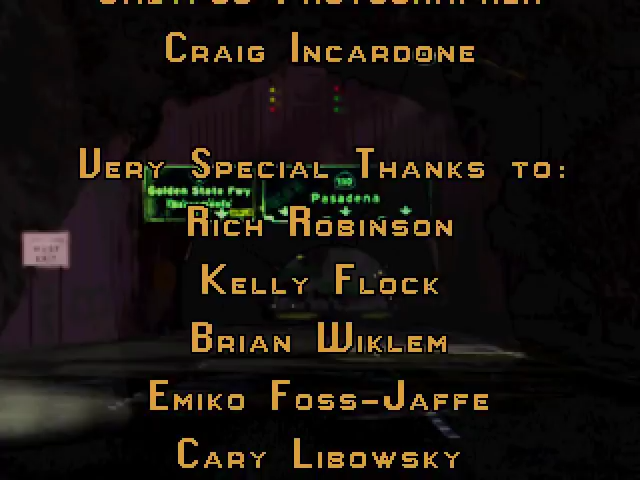 Craig Incardone
Very Special Thanks to:
Golden State Fwy
110
Pasadena
Rich Robinson
Kelly Flock
Brian Wiklem
Emiko Foss-Jaffe
Cary Libowsky